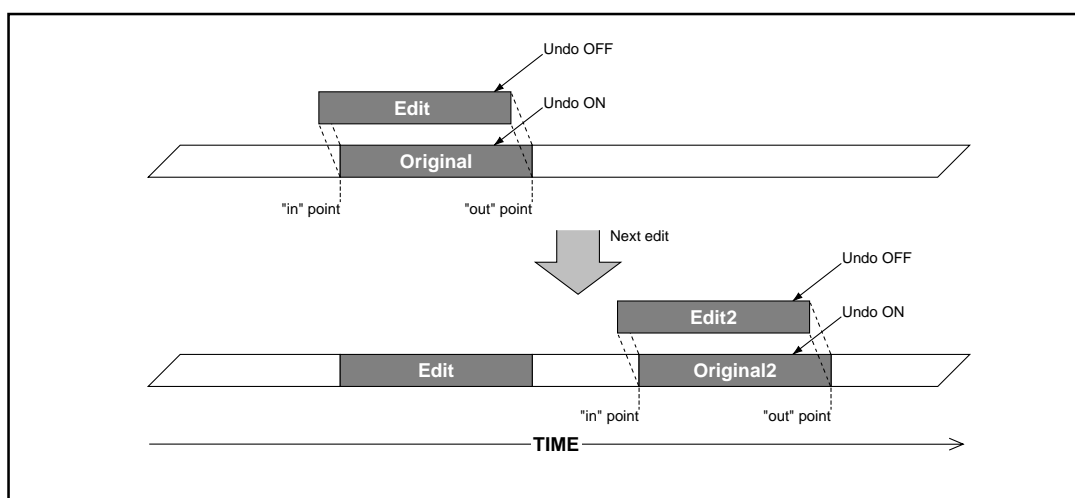 Undo OFF
Edit
Undo ON
Original
"in" point
"out" point
Next edit
Undo OFF
Edit2
Undo ON
Edit
Original2
"in" point
"out" point
TIME